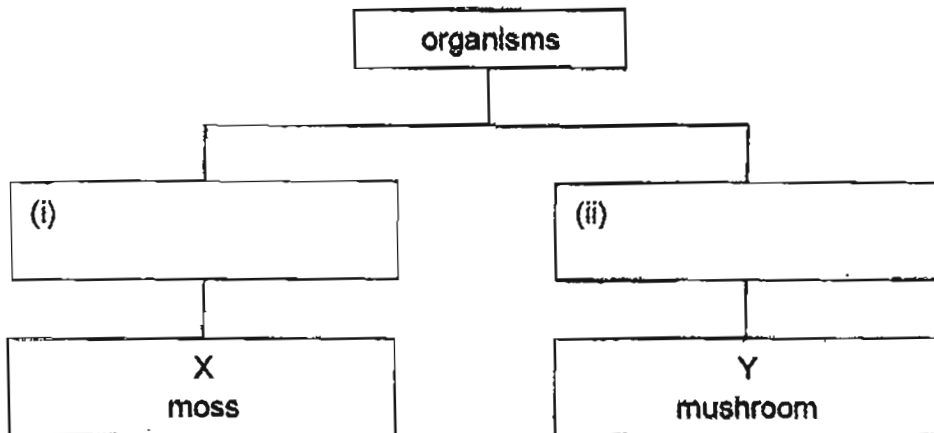 organisms
(i)
(ii)
X
moss
Y
mushroom